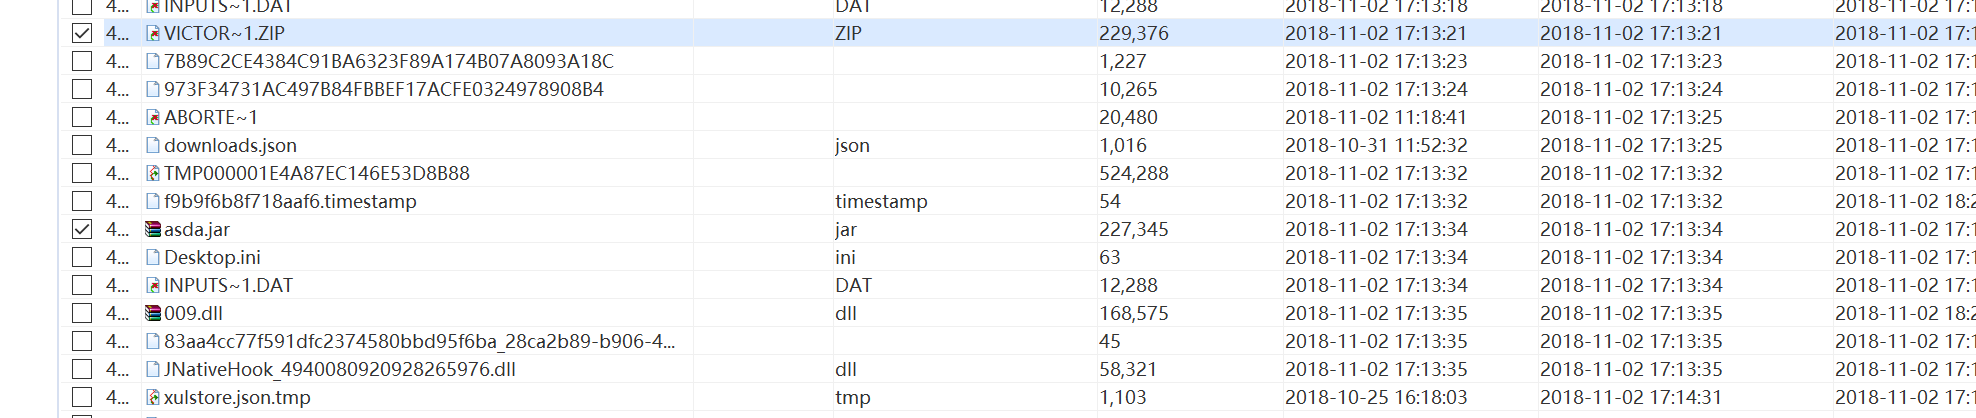 INPUTS~1.DAT DAT 12,288 2018-11-02 17:13:18 2018-11-02 17:13:18 2018-11-02 17:1
4... VICTOR~1.ZIP ZIP 229,376 2018-11-02 17:13:21 2018-11-02 17:13:21 2018-11-02 17:1
4... 7B89C2CE4384C91BA6323F89A174B07A8093A18C 1,227 2018-11-02 17:13:23 2018-11-02 17:13:23 2018-11-02 17:1
4... 973F34731AC497B84FBBEF17ACFE0324978908B4 10,265 2018-11-02 17:13:24 2018-11-02 17:13:24 2018-11-02 17:1
4... ABORTE~1 20,480 2018-11-02 11:18:41 2018-11-02 17:13:25 2018-11-02 17:1
4... downloads.json json 1,016 2018-10-31 11:52:32 2018-11-02 17:13:25 2018-11-02 17:1
4... TMP000001E4A87EC146E53D8B88 524,288 2018-11-02 17:13:32 2018-11-02 17:13:32 2018-11-02 17:1
4... f9b9f6b8f718aaf6.timestamp timestamp 54 2018-11-02 17:13:32 2018-11-02 17:13:32 2018-11-02 18:2
4... asda.jar jar 227,345 2018-11-02 17:13:34 2018-11-02 17:13:34 2018-11-02 17:1
4... Desktop.ini ini 63 2018-11-02 17:13:34 2018-11-02 17:13:34 2018-11-02 17:1
4... INPUTS~1.DAT DAT 12,288 2018-11-02 17:13:34 2018-11-02 17:13:34 2018-11-02 17:1
4... 009.dll dll 168,575 2018-11-02 17:13:35 2018-11-02 17:13:35 2018-11-02 18:2
4... 83aa4cc77f591dfc2374580bbd95f6ba_28ca2b89-b906-4... 45 2018-11-02 17:13:35 2018-11-02 17:13:35 2018-11-02 17:1
4... JNativeHook_4940080920928265976.dll dll 58,321 2018-11-02 17:13:35 2018-11-02 17:13:35 2018-11-02 17:1
4... xulstore.json.tmp tmp 1,103 2018-10-25 16:18:03 2018-11-02 17:14:31 2018-11-02 17:1